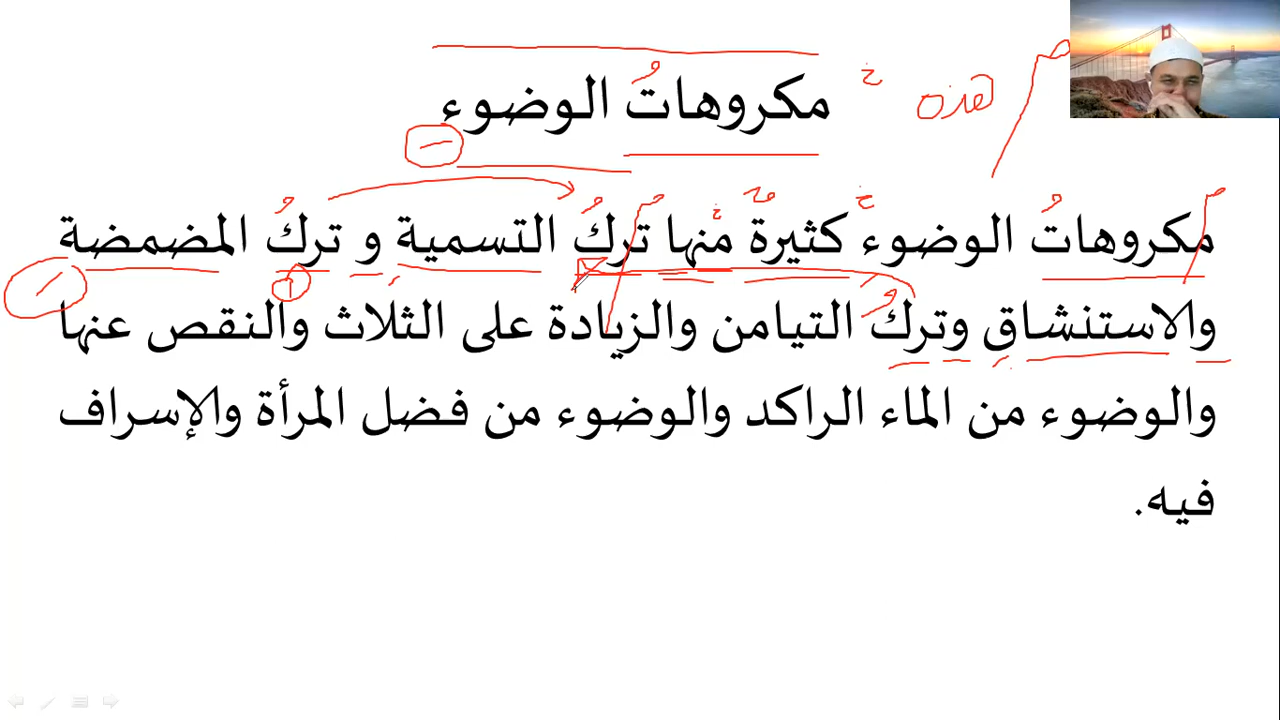 مكروهاتُ الوضوء
هذه
مكروهاتُ الوضوء كثيرة منها تركُ التسمية و تركُ المضمضة
والاستنشاق وتركُ التيامن والزيادة على الثلاث والنقص عنها
والوضوء من الماء الراكد والوضوء من فضل المرأة والإسراف
فيه.